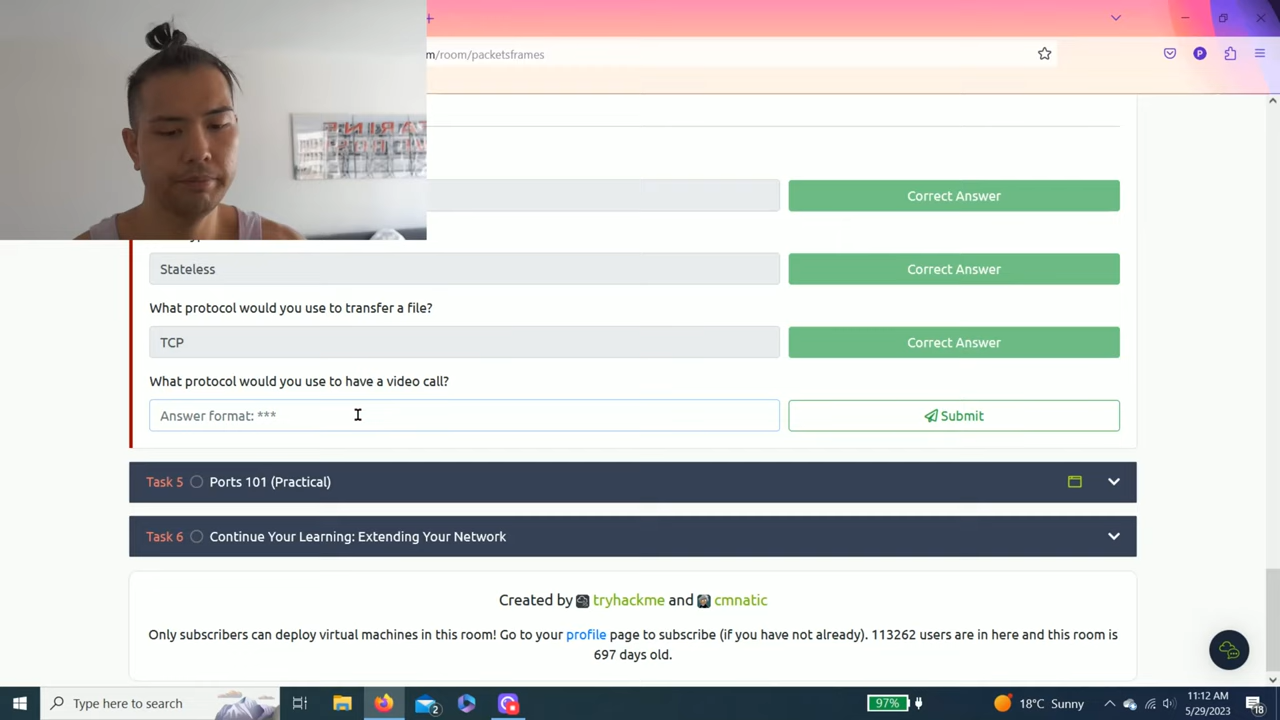 m/room/packetsframes
Correct Answer
Stateless
Correct Answer
What protocol would you use to transfer a file?
TCP
Correct Answer
What protocol would you use to have a video call?
Answer format: ***
Submit
Task 5 Ports 101 (Practical)
Task 6 Continue Your Learning: Extending Your Network
Created by tryhackme and cmnatic
Only subscribers can deploy virtual machines in this room! Go to your profile page to subscribe (if you have not already). 113262 users are in here and this room is
697 days old.
Type here to search
2
97%
18°C Sunny
11:12 AM
5/29/2023
18